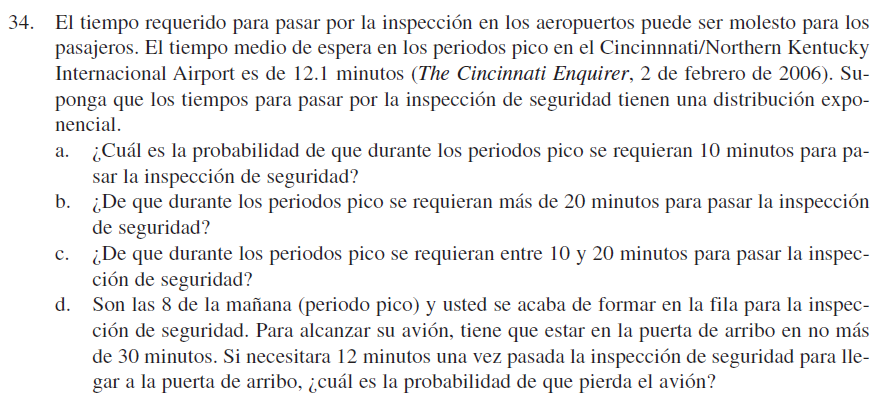 34. El tiempo requerido para pasar por la inspección en los aeropuertos puede ser molesto para los
pasajeros. El tiempo medio de espera en los periodos pico en el Cincinnnati/Northern Kentucky
Internacional Airport es de 12.1 minutos (The Cincinnati Enquirer, 2 de febrero de 2006). Su-
ponga que los tiempos para pasar por la inspección de seguridad tienen una distribución expo-
nencial.
a. ¿Cuál es la probabilidad de que durante los periodos pico se requieran 10 minutos para pa-
sar la inspección de seguridad?
b. ¿De que durante los periodos pico se requieran más de 20 minutos para pasar la inspección
de seguridad?
c. ¿De que durante los periodos pico se requieran entre 10 y 20 minutos para pasar la inspec-
ción de seguridad?
d. Son las 8 de la mañana (periodo pico) y usted se acaba de formar en la fila para la inspec-
ción de seguridad. Para alcanzar su avión, tiene que estar en la puerta de arribo en no más
de 30 minutos. Si necesitara 12 minutos una vez pasada la inspección de seguridad para lle-
gar a la puerta de arribo, ¿cuál es la probabilidad de que pierda el avión?